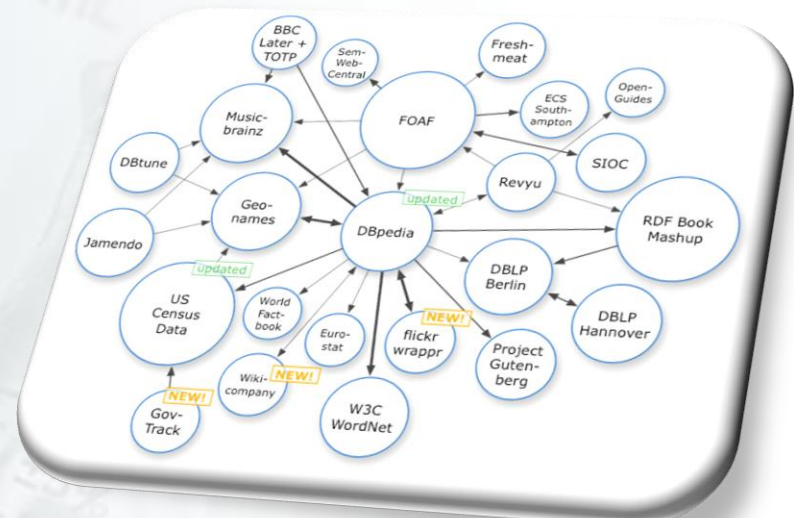 BBC
Later +
TOTP
Sem-
Web-
Central
Fresh-
meat
Music-
brainz
FOAF
ECS
South-
ampton
Open-
Guides
DBtune
Revyu
SIOC
updated
Geo-
names
DBpedia
RDF Book
Mashup
Jamendo
updated
US
Census
Data
World
Fact-
book
Euro-
stat
NEW!
flickr
wrappr
DBLP
Berlin
DBLP
Hannover
NEW!
Wiki-
company
Project
Guten-
berg
NEW!
Gov-
Track
W3C
WordNet